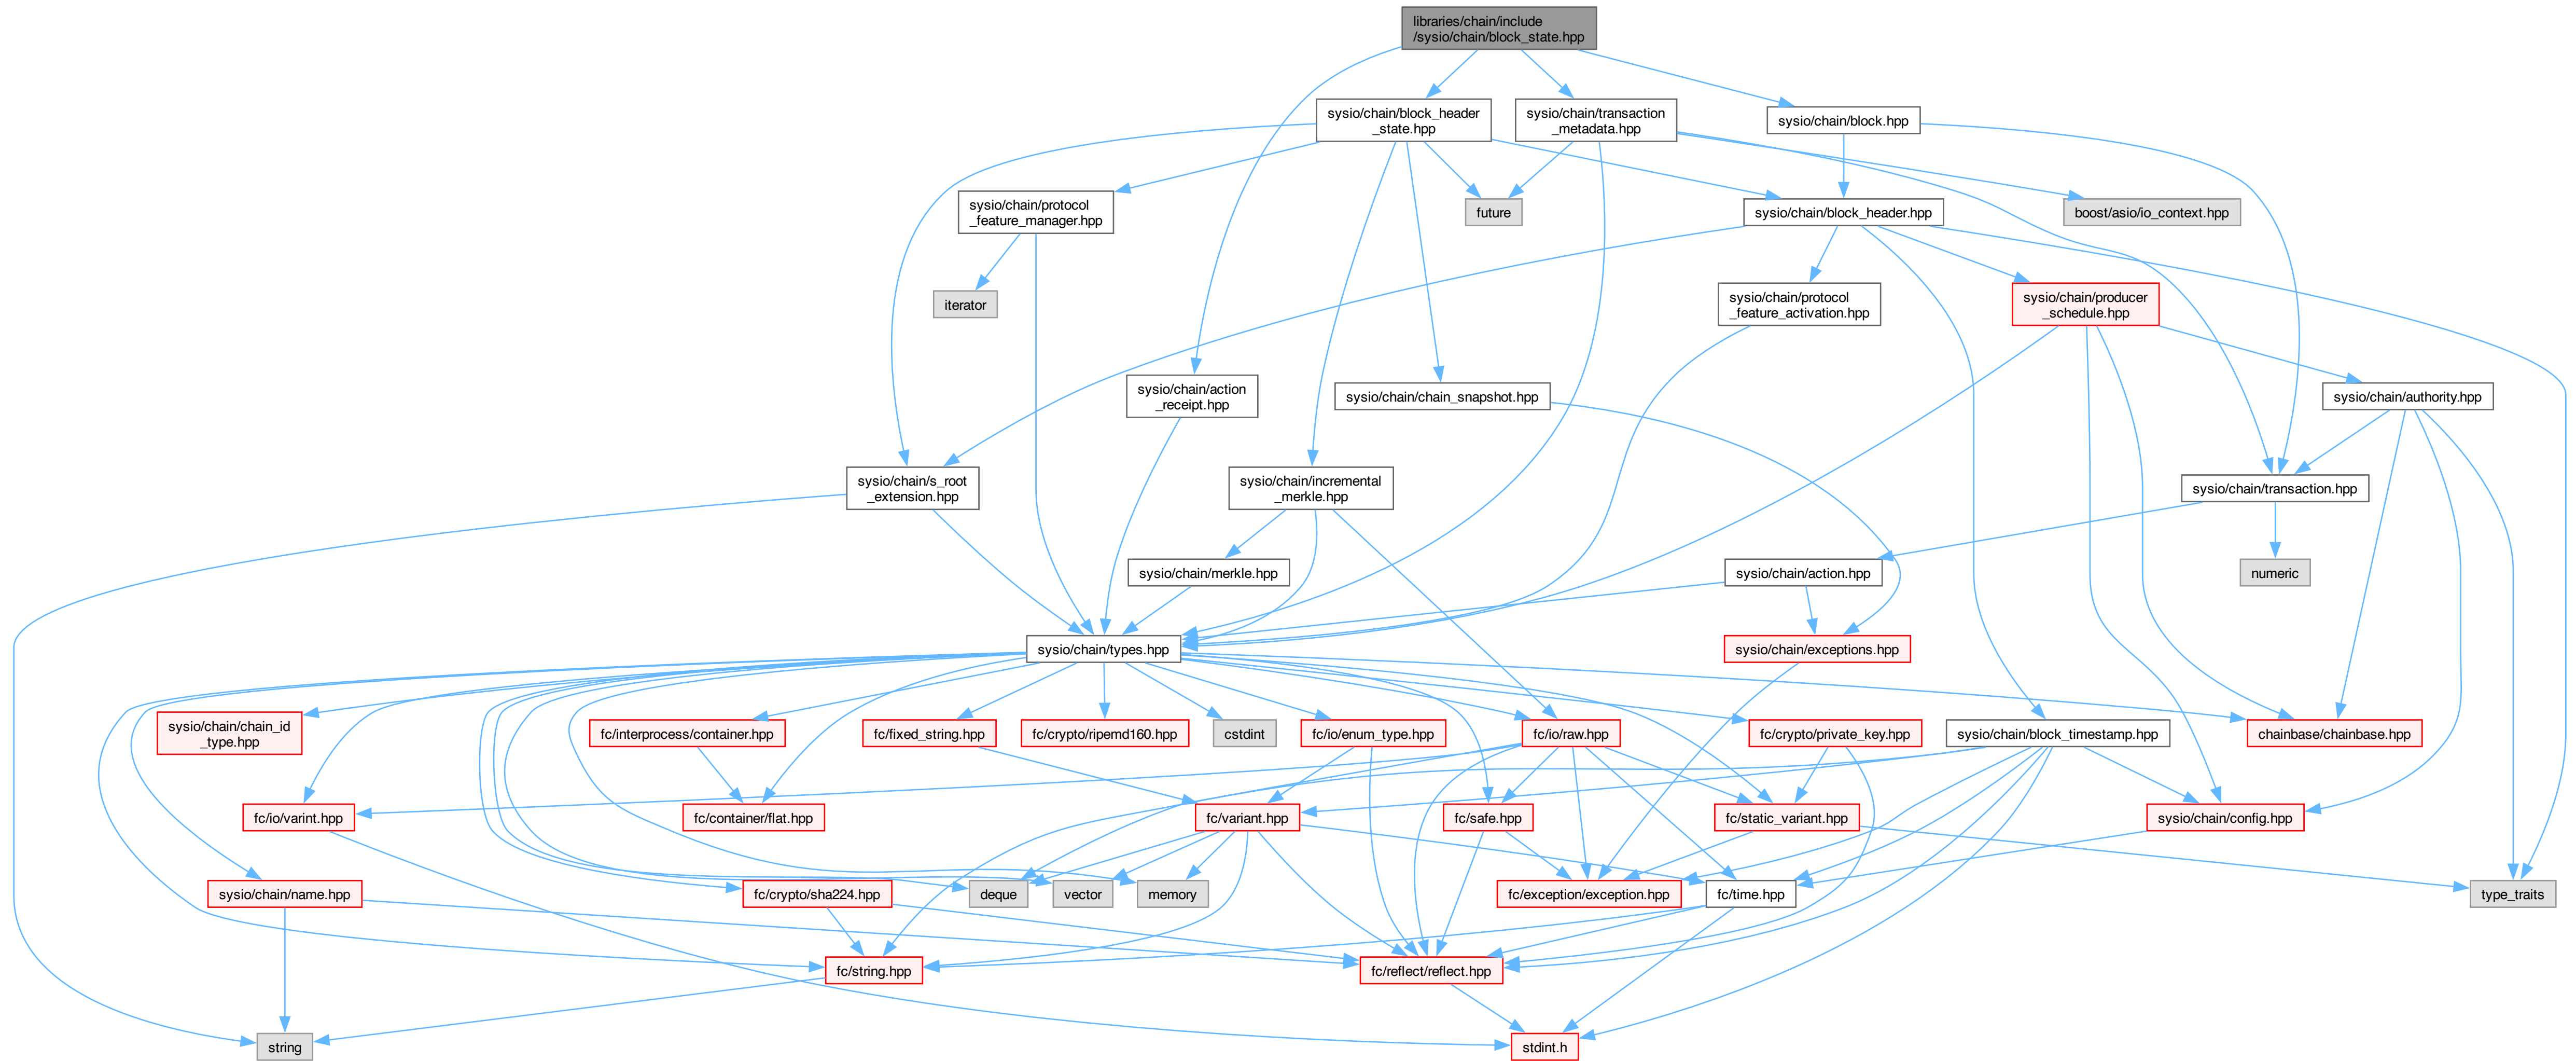 libraries/chain/include
/sysio/chain/block_state.hpp
sysio/chain/block_header
_state.hpp
sysio/chain/transaction
_metadata.hpp
sysio/chain/block.hpp
sysio/chain/protocol
_feature_manager.hpp
future
sysio/chain/block_header.hpp
boost/asio/io_context.hpp
iterator
sysio/chain/protocol
_feature_activation.hpp
sysio/chain/producer
_schedule.hpp
sysio/chain/action
_receipt.hpp
sysio/chain/chain_snapshot.hpp
sysio/chain/authority.hpp
sysio/chain/s_root
_extension.hpp
sysio/chain/incremental
_merkle.hpp
sysio/chain/transaction.hpp
sysio/chain/merkle.hpp
sysio/chain/action.hpp
numeric
sysio/chain/types.hpp
sysio/chain/exceptions.hpp
sysio/chain/chain_id
_type.hpp
fc/interprocess/container.hpp
fc/fixed_string.hpp
fc/crypto/ripemd160.hpp
cstdint
fc/io/enum_type.hpp
fc/io/raw.hpp
fc/crypto/private_key.hpp
sysio/chain/block_timestamp.hpp
chainbase/chainbase.hpp
fc/io/varint.hpp
fc/container/flat.hpp
fc/variant.hpp
fc/safe.hpp
fc/static_variant.hpp
sysio/chain/config.hpp
sysio/chain/name.hpp
fc/crypto/sha224.hpp
deque
vector
memory
fc/exception/exception.hpp
fc/time.hpp
type_traits
fc/string.hpp
fc/reflect/reflect.hpp
string
stdint.h